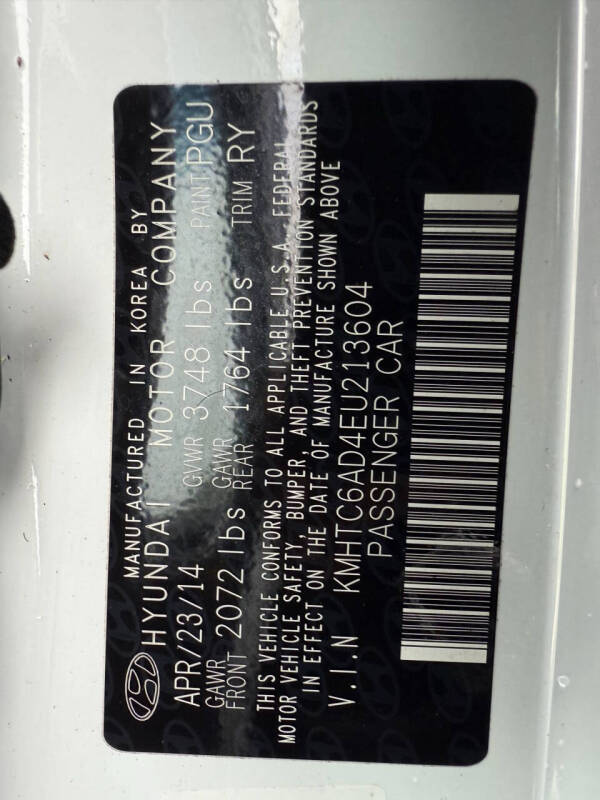 MANUFACTURED IN KOREA BY
HYUNDAI MOTOR COMPANY
APR/23/14 GVWR 3748 lbs PAINT PGU
GAWR FRONT 2072 lbs GAWR REAR 1764 lbs TRIM RY
THIS VEHICLE CONFORMS TO ALL APPLICABLE U.S.A. FEDERAL
MOTOR VEHICLE SAFETY, BUMPER, AND THEFT PREVENTION STANDARDS
IN EFFECT ON THE DATE OF MANUFACTURE SHOWN ABOVE
V.I.N KMHTC6AD4EU213604
PASSENGER CAR